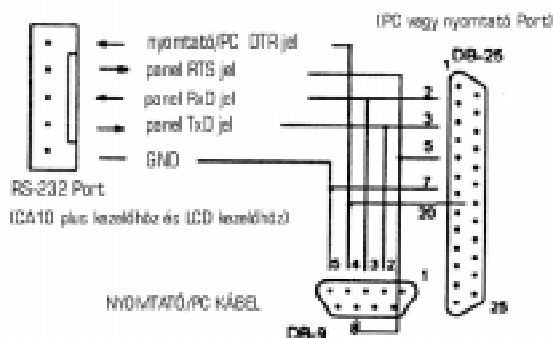 (PC vagy nyomtató Port)
nyomtató/PC DTR jel
DB-25
1
panel RTS jel
panel RxD jel
2
panel TxD jel
3
5
GND
7
RS-232 Port
20
(CA10 plus kezelőhöz és LCD kezelőhöz)
5 4 3 2
1
NYOMTATÓ/PC KÁBEL
25
DB-9
8